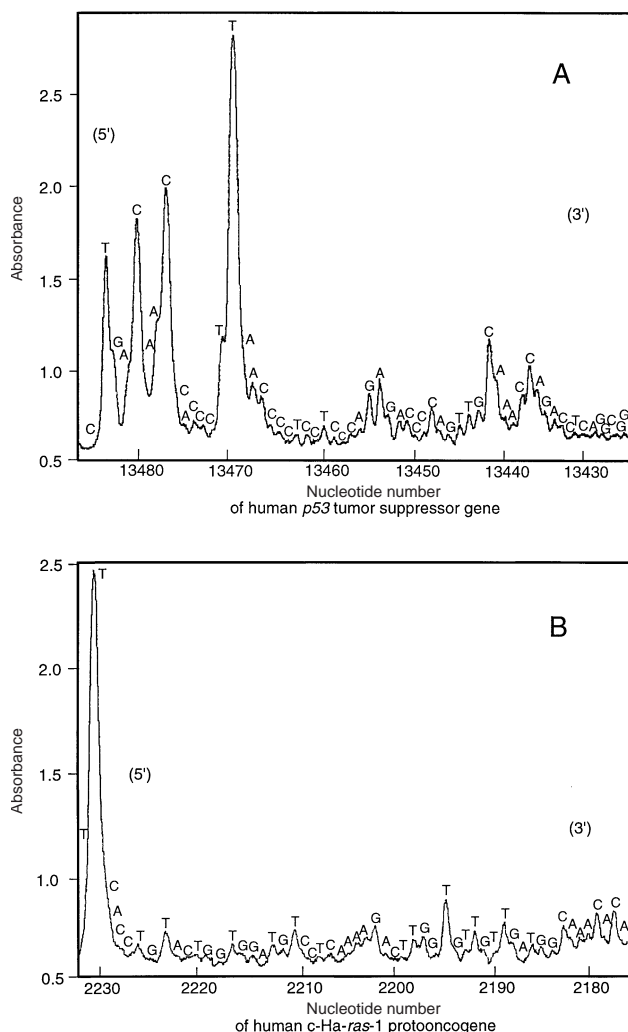 A
Absorbance
2.5
2.0
1.5
1.0
0.5
(5')
(3')
C T G A C A A C C A C C C T T A A C C C C T C C T C C C A G A G A C C C A G T T G C A A A C C A G A C C
13480 13470 13460 13450 13440 13430
Nucleotide number
of human p53 tumor suppressor gene
B
Absorbance
2.5
2.0
1.5
1.0
0.5
(5')
(3')
T T C A C C T G T A C T G
2230 2220 2210 2200 2190 2180
Nucleotide number
of human c-Ha-ras-1 protooncogene